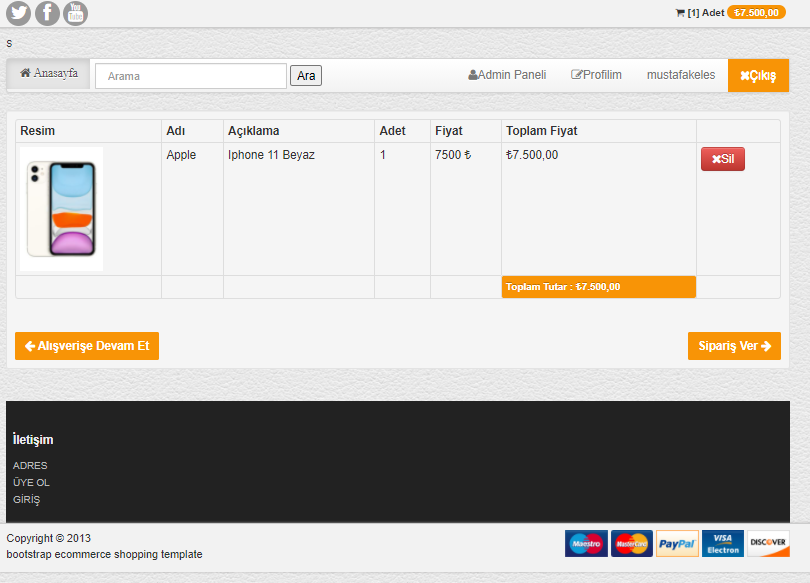 You
Tube
[1] Adet ₺7.500,00
S
Anasayfa Arama Ara Admin Paneli Profilim mustafakeles Çıkış
Resim Adı Açıklama Adet Fiyat Toplam Fiyat
Apple Iphone 11 Beyaz 1 7500 ₺ ₺7.500,00 Sil
Toplam Tutar : ₺7.500,00
Alışverişe Devam Et Sipariş Ver
İletişim
ADRES
ÜYE OL
GİRİŞ
Copyright © 2013
bootstrap ecommerce shopping template
Maestro MasterCard PayPal VISA Electron DISCOVER